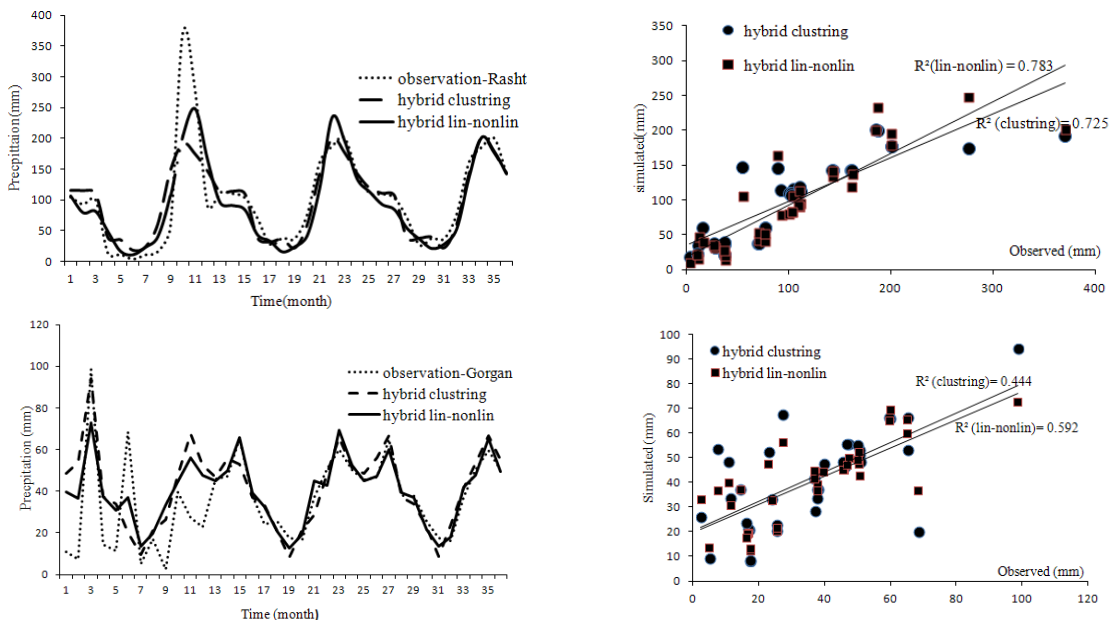 400
350
300
250
200
150
100
50
0
Precpittaion(mm)
observation-Rasht
hybrid clustring
hybrid lin-nonlin
1 3 5 7 9 11 13 15 17 19 21 23 25 27 29 31 33 35
Time(month)
350
300
250
200
150
100
50
0
simulated(mm)
hybrid clustring
hybrid lin-nonlin
R²(lin-nonlin) = 0.783
R² (clustring)= 0.725
Observed (mm)
0 100 200 300 400
120
100
80
60
40
20
0
Precpitation (mm)
observation-Gorgan
hybrid clustring
hybrid lin-nonlin
1 3 5 7 9 11 13 15 17 19 21 23 25 27 29 31 33 35
Time (month)
100
90
80
70
60
50
40
30
20
10
0
Simulated (mm)
hybrid clustring
hybrid lin-nonlin
R² (clustring)= 0.444
R² (lin-nonlin) = 0.592
Observed (mm)
0 20 40 60 80 100 120